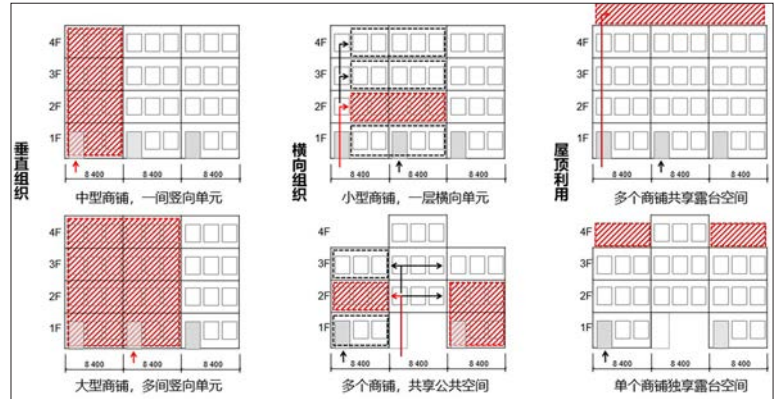 垂直组织
4F
3F
2F
1F
8 400
8 400
8 400
中型商铺，一间竖向单元
4F
3F
2F
1F
8 400
8 400
8 400
大型商铺，多间竖向单元
横向组织
4F
3F
2F
1F
8 400
8 400
8 400
小型商铺，一层横向单元
4F
3F
2F
1F
8 400
8 400
8 400
多个商铺，共享公共空间
屋顶利用
4F
3F
2F
1F
8 400
8 400
8 400
多个商铺共享露台空间
4F
3F
2F
1F
8 400
8 400
8 400
单个商铺独享露台空间